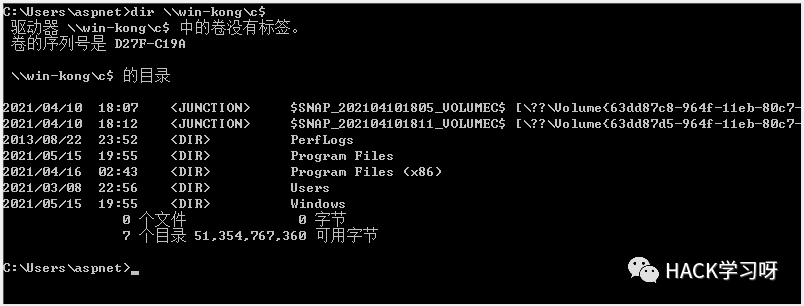 C:\Users\aspnet>dir \\win-kong\c$
驱动器 \\win-kong\c$ 中的卷没有标签。
卷的序列号是 D27F-C19A
\\win-kong\c$ 的目录
2021/04/10  18:07    <JUNCTION>     $SNAP_202104101805_VOLUMEC$ [\??\Volume{63dd87c8-964f-11eb-80c7-
2021/04/10  18:12    <JUNCTION>     $SNAP_202104101811_VOLUMEC$ [\??\Volume{63dd87d5-964f-11eb-80c7-
2013/08/22  23:52    <DIR>          PerfLogs
2021/05/15  19:55    <DIR>          Program Files
2021/04/16  02:43    <DIR>          Program Files (x86)
2021/03/08  22:56    <DIR>          Users
2021/05/15  19:55    <DIR>          Windows
0 个文件              0 字节
7 个目录 51,354,767,360 可用字节
C:\Users\aspnet>_
HACK学习呀